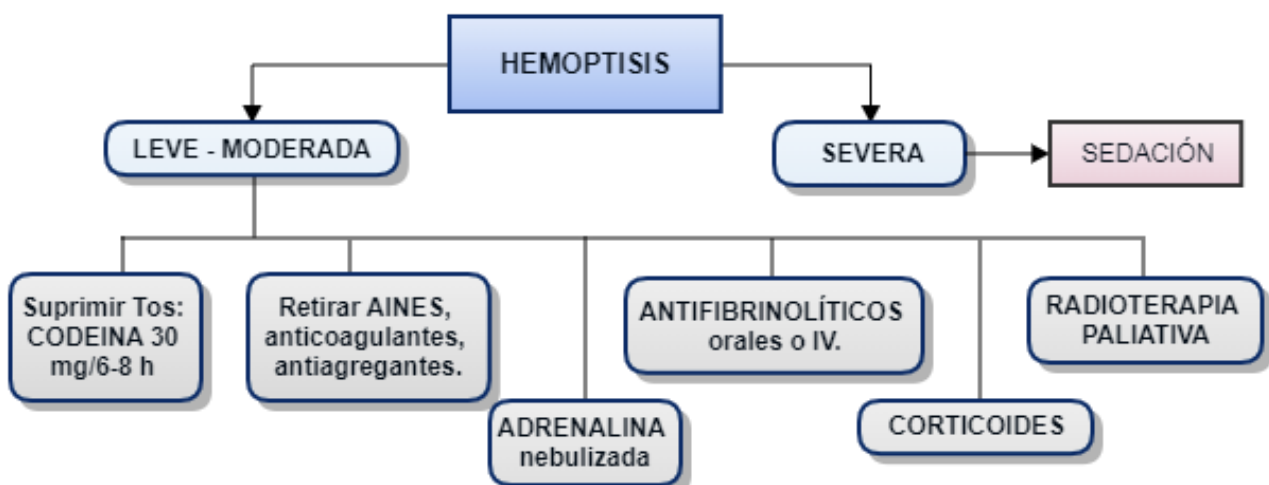 HEMOPTISIS
LEVE - MODERADA
SEVERA
SEDACIÓN
Suprimir Tos:
CODEINA 30
mg/6-8 h
Retirar AINES,
anticoagulantes,
antiagregantes.
ADRENALINA
nebulizada
ANTIFIBRINOLÍTICOS
orales o IV.
CORTICOIDES
RADIOTERAPIA
PALIATIVA